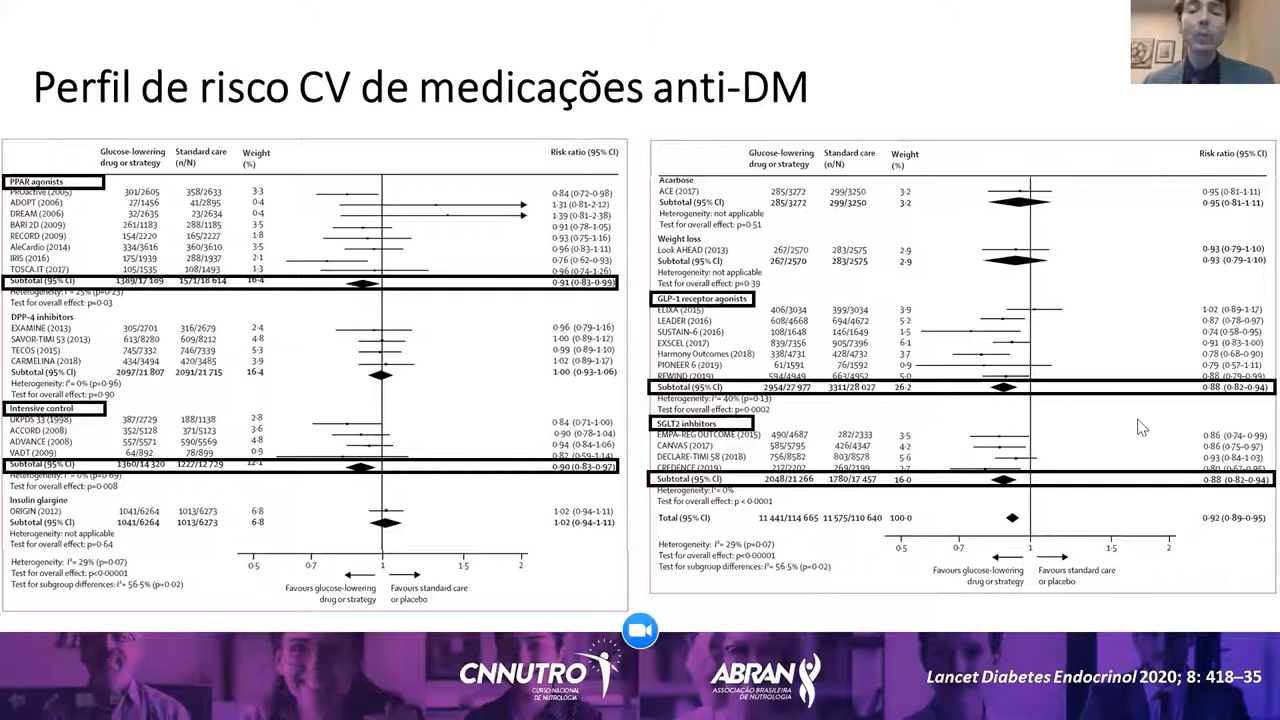 Perfil de risco CV de medicações anti-DM
Glucose-lowering drug or strategy Standard care (n/N) Weight (%) Risk ratio (95% CI)
PPAR agonists
PROactive (2005) 301/2605 358/2633 3·3 0·84 (0·72–0·98)
ADOPT (2006) 27/1456 41/2895 0·4 1·31 (0·81–2·12)
DREAM (2006) 32/2635 23/2634 0·4 1·39 (0·81–2·38)
BARI 2D (2009) 261/1183 288/1185 3·5 0·91 (0·78–1·05)
RECORD (2009) 154/2220 165/2227 1·8 0·93 (0·75–1·16)
AleCardio (2014) 334/3616 360/3610 3·5 0·96 (0·83–1·11)
IRIS (2016) 175/1939 228/1937 2·1 0·76 (0·62–0·93)
TOSCA.IT (2017) 105/1535 108/1493 1·3 0·96 (0·74–1·26)
Subtotal (95% CI) 1389/17 189 1571/18 614 16·4 0·91 (0·83–0·99)
Heterogeneity: I²= 25% (p=0·23)
Test for overall effect: p=0·03
DPP-4 inhibitors
EXAMINE (2013) 305/2701 316/2679 2·4 0·96 (0·79–1·16)
SAVOR-TIMI 53 (2013) 613/8280 609/8212 4·8 1·00 (0·89–1·12)
TECOS (2015) 745/7332 746/7339 5·3 0·99 (0·89–1·10)
CARMELINA (2018) 434/3494 420/3485 3·9 1·02 (0·89–1·17)
Subtotal (95% CI) 2097/21 807 2091/21 715 16·4 1·00 (0·93–1·06)
Heterogeneity: I²= 0% (p=0·96)
Test for overall effect: p=0·90
Intensive control
UKPDS 33 (1998) 387/2729 188/1138 2·8 0·84 (0·71–1·00)
ACCORD (2008) 352/5128 371/5123 3·6 0·90 (0·78–1·04)
ADVANCE (2008) 557/5571 590/5569 4·8 0·94 (0·84–1·06)
VADT (2009) 64/892 78/899 0·9 0·82 (0·59–1·14)
Subtotal (95% CI) 1360/14 320 1227/12 729 12·1 0·90 (0·83–0·97)
Heterogeneity: I²= 0% (p=0·69)
Test for overall effect: p=0·008
Insulin glargine
ORIGIN (2012) 1041/6264 1013/6273 6·8 1·02 (0·94–1·11)
Subtotal (95% CI) 1041/6264 1013/6273 6·8 1·02 (0·94–1·11)
Heterogeneity: not applicable
Test for overall effect: p=0·64
Heterogeneity: I²= 29% (p=0·07)
Test for overall effect: p<0·00001
Test for subgroup differences: I²= 56·5% (p=0·02)
0·5 0·7 1 1·5 2
Favours glucose-lowering drug or strategy Favours standard care or placebo
Glucose-lowering drug or strategy Standard care (n/N) Weight (%) Risk ratio (95% CI)
Acarbose
ACE (2017) 285/3272 299/3250 3·2 0·95 (0·81–1·11)
Subtotal (95% CI) 285/3272 299/3250 3·2 0·95 (0·81–1·11)
Heterogeneity: not applicable
Test for overall effect: p=0·51
Weight loss
Look AHEAD (2013) 267/2570 283/2575 2·9 0·93 (0·79–1·10)
Subtotal (95% CI) 267/2570 283/2575 2·9 0·93 (0·79–1·10)
Heterogeneity: not applicable
Test for overall effect: p=0·39
GLP-1 receptor agonists
ELIXA (2015) 406/3034 399/3034 3·9 1·02 (0·89–1·17)
LEADER (2016) 608/4668 694/4672 5·2 0·87 (0·78–0·97)
SUSTAIN-6 (2016) 108/1648 146/1649 1·5 0·74 (0·58–0·95)
EXSCEL (2017) 839/7356 905/7396 6·1 0·91 (0·83–1·00)
Harmony Outcomes (2018) 338/4731 428/4732 3·7 0·78 (0·68–0·90)
PIONEER 6 (2019) 61/1591 76/1592 0·9 0·79 (0·57–1·11)
REWIND (2019) 594/4949 663/4952 5·0 0·88 (0·79–0·99)
Subtotal (95% CI) 2954/27 977 3311/28 027 26·2 0·88 (0·82–0·94)
Heterogeneity: I²= 40% (p=0·13)
Test for overall effect: p=0·0002
SGLT2 inhbitors
EMPA-REG OUTCOME (2015) 490/4687 282/2333 3·5 0·86 (0·74–0·99)
CANVAS (2017) 585/5795 426/4347 4·2 0·86 (0·75–0·97)
DECLARE-TIMI 58 (2018) 756/8582 803/8578 5·6 0·93 (0·84–1·03)
CREDENCE (2019) 217/2202 269/2199 2·7 0·80 (0·67–0·95)
Subtotal (95% CI) 2048/21 266 1780/17 457 16·0 0·88 (0·82–0·94)
Heterogeneity: I²= 0%
Test for overall effect: p < 0·0001
Total (95% CI) 11 441/114 665 11 575/110 640 100·0 0·92 (0·89–0·95)
Heterogeneity: I²= 29% (p=0·07)
Test for overall effect: p<0·00001
Test for subgroup differences: I²= 56·5% (p=0·02)
0·5 0·7 1 1·5 2
Favours glucose-lowering drug or strategy Favours standard care or placebo
CNNUTRO
CURSO NACIONAL DE NUTROLOGIA
ABRAN
ASSOCIAÇÃO BRASILEIRA DE NUTROLOGIA
Lancet Diabetes Endocrinol 2020; 8: 418–35